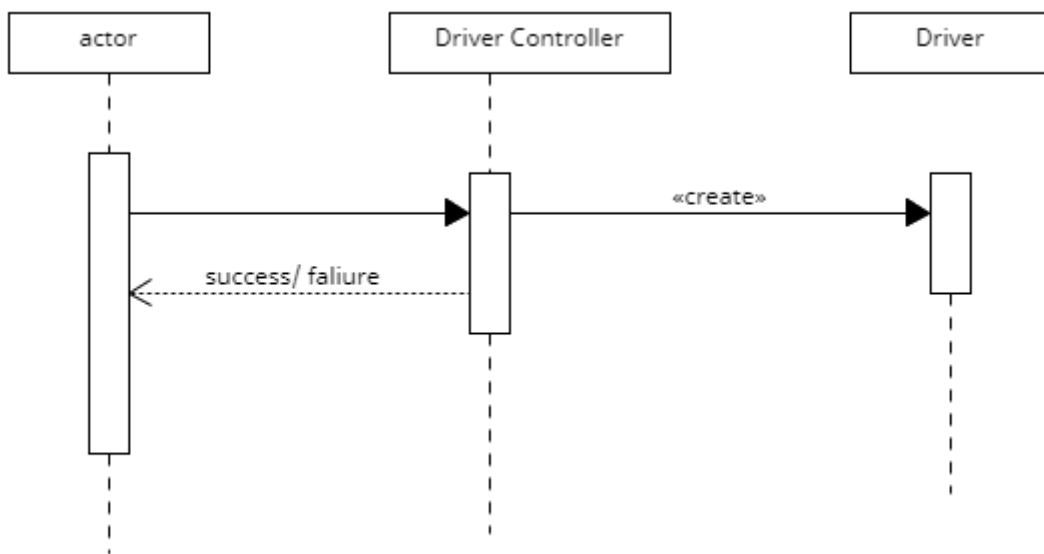 actor
Driver Controller
Driver
«create»
success/ faliure